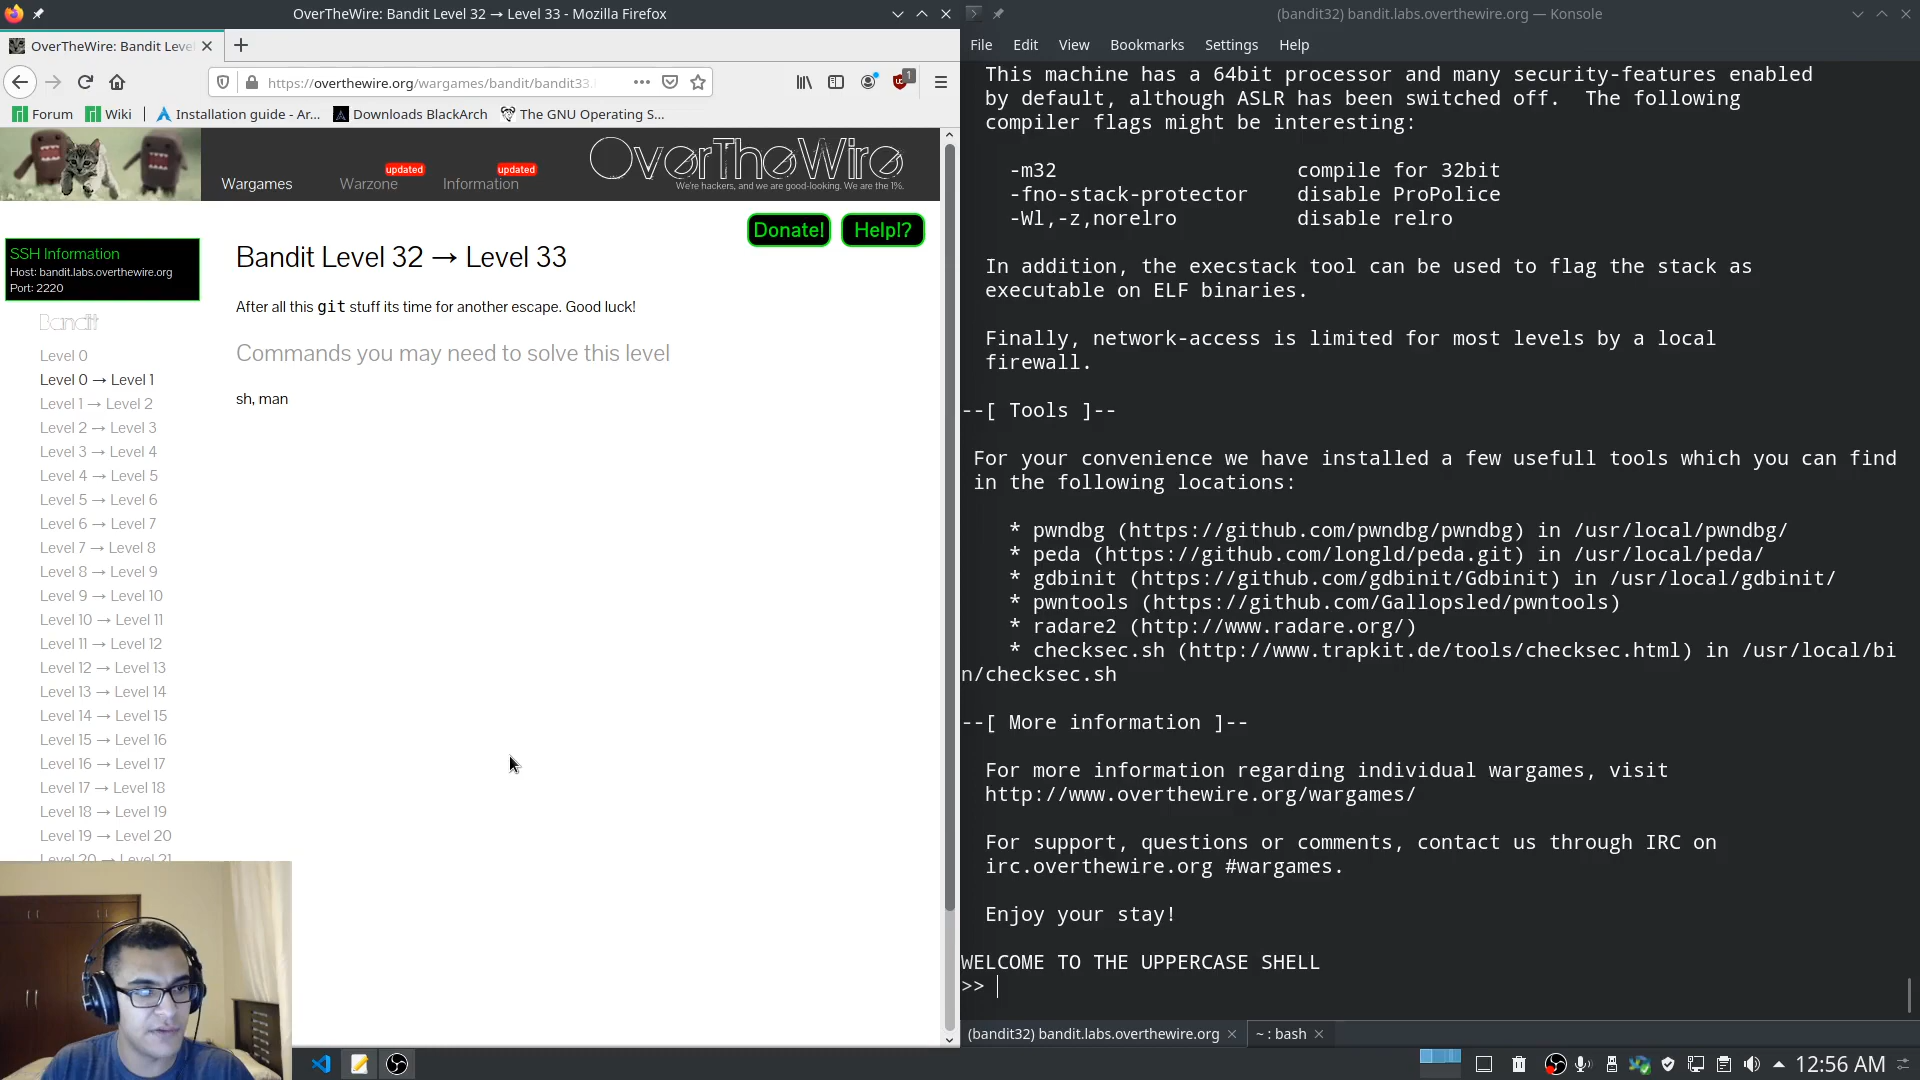 OverTheWire: Bandit Level 32 → Level 33 - Mozilla Firefox
OverTheWire: Bandit Leve
https://overthewire.org/wargames/bandit/bandit33.
1
Forum
Wiki
Installation guide - Ar...
Downloads BlackArch
The GNU Operating S...
Wargames
Warzone
updated
Information
updated
OverTheWire
We're hackers, and we are good-looking. We are the 1%.
Donate!
Help!?
SSH Information
Host: bandit.labs.overthewire.org
Port: 2220
Bandit
Level 0
Level 0 → Level 1
Level 1 → Level 2
Level 2 → Level 3
Level 3 → Level 4
Level 4 → Level 5
Level 5 → Level 6
Level 6 → Level 7
Level 7 → Level 8
Level 8 → Level 9
Level 9 → Level 10
Level 10 → Level 11
Level 11 → Level 12
Level 12 → Level 13
Level 13 → Level 14
Level 14 → Level 15
Level 15 → Level 16
Level 16 → Level 17
Level 17 → Level 18
Level 18 → Level 19
Level 19 → Level 20
Level 20 → Level 21
Bandit Level 32 → Level 33
After all this git stuff its time for another escape. Good luck!
Commands you may need to solve this level
sh, man
(bandit32) bandit.labs.overthewire.org — Konsole
File Edit View Bookmarks Settings Help
This machine has a 64bit processor and many security-features enabled
by default, although ASLR has been switched off.  The following
compiler flags might be interesting:
-m32 compile for 32bit
-fno-stack-protector disable ProPolice
-Wl,-z,norelro disable relro
In addition, the execstack tool can be used to flag the stack as
executable on ELF binaries.
Finally, network-access is limited for most levels by a local
firewall.
--[ Tools ]--
For your convenience we have installed a few usefull tools which you can find
in the following locations:
* pwndbg (https://github.com/pwndbg/pwndbg) in /usr/local/pwndbg/
* peda (https://github.com/longld/peda.git) in /usr/local/peda/
* gdbinit (https://github.com/gdbinit/Gdbinit) in /usr/local/gdbinit/
* pwntools (https://github.com/Gallopsled/pwntools)
* radare2 (http://www.radare.org/)
* checksec.sh (http://www.trapkit.de/tools/checksec.html) in /usr/local/bi
n/checksec.sh
--[ More information ]--
For more information regarding individual wargames, visit
http://www.overthewire.org/wargames/
For support, questions or comments, contact us through IRC on
irc.overthewire.org #wargames.
Enjoy your stay!
WELCOME TO THE UPPERCASE SHELL
>>
(bandit32) bandit.labs.overthewire.org
~ : bash
12:56 AM